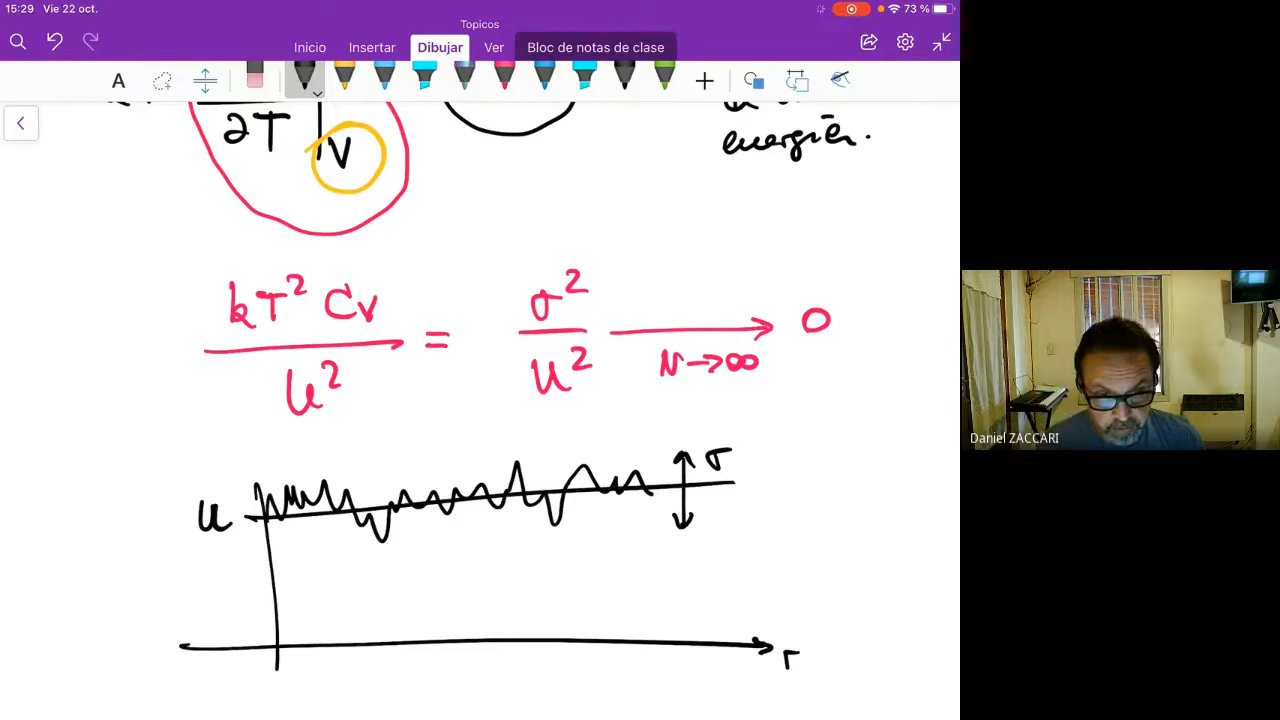 15:29 Vie 22 oct. 73 %
Topicos
Inicio Insertar Dibujar Ver Bloc de notas de clase
A
∂T | V
energíen.
kT² Cv / U² = σ² / U² → 0
N→∞
σ
U
Daniel ZACCARI